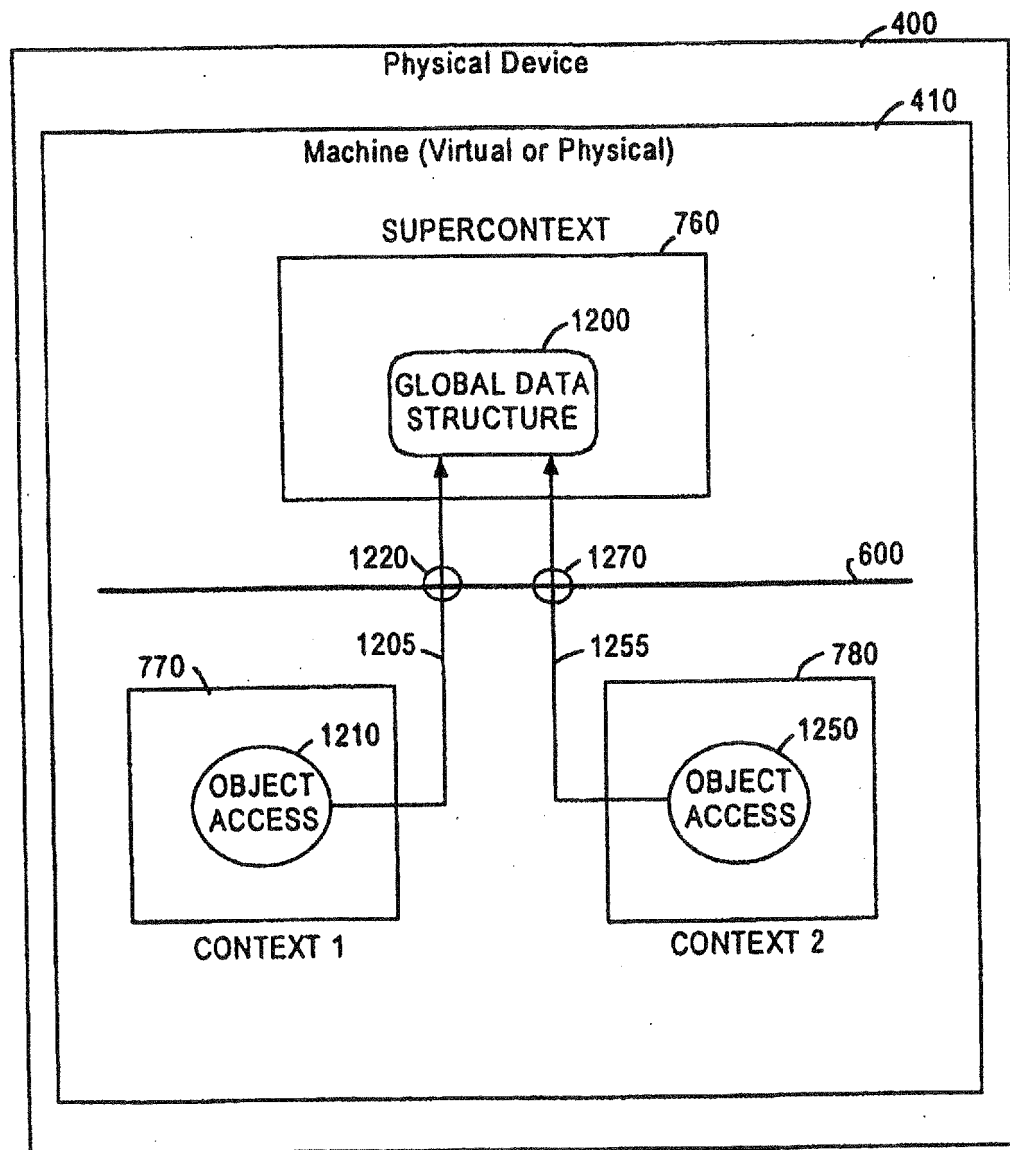 400
Physical Device
410
Machine (Virtual or Physical)
SUPERCONTEXT
760
1200
GLOBAL DATA
STRUCTURE
1220
1270
600
1205
1255
770
780
1210
1250
OBJECT
ACCESS
OBJECT
ACCESS
CONTEXT 1
CONTEXT 2